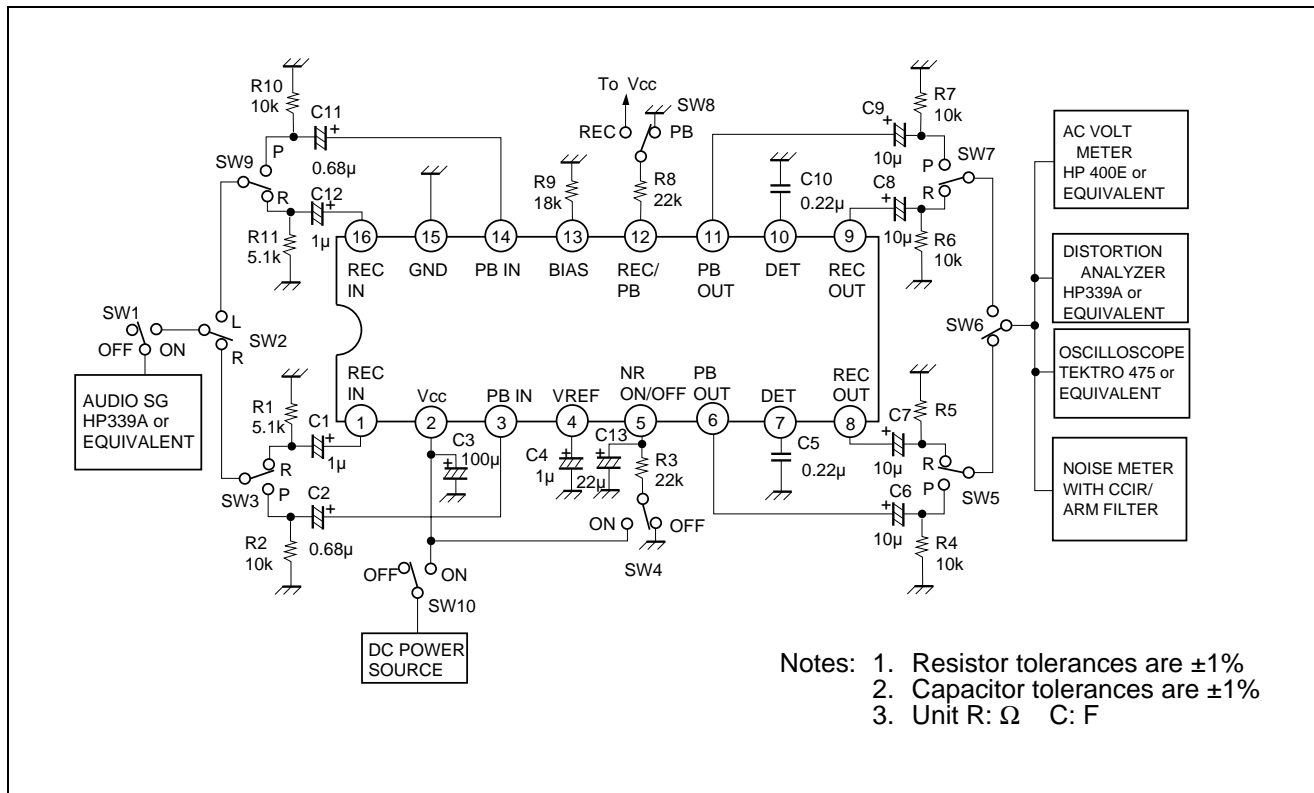 R10
10k
C11
+
0.68µ
SW9
P
R
C12
+
1µ
R11
5.1k
To Vcc
SW8
REC
PB
R9
18k
R8
22k
C10
0.22µ
C9
+
10µ
R7
10k
P
SW7
R
C8
+
10µ
R6
10k
16
15
14
13
12
11
10
9
REC
IN
GND
PB IN
BIAS
REC/
PB
PB
OUT
DET
REC
OUT
SW1
OFF
ON
L
SW2
R
AUDIO SG
HP339A or
EQUIVALENT
REC
IN
Vcc
PB IN
VREF
NR
ON/OFF
PB
OUT
DET
REC
OUT
1
2
3
4
5
6
7
8
R1
5.1k
C1
+
1µ
R
SW3
P
C2
+
0.68µ
R2
10k
C3
+
100µ
C4
+
1µ
C13
+
22µ
R3
22k
ON
OFF
SW4
C5
0.22µ
C7
+
10µ
R5
R
P
SW5
C6
+
10µ
R4
10k
SW6
OFF
ON
SW10
DC POWER
SOURCE
AC VOLT
METER
HP 400E or
EQUIVALENT
DISTORTION
ANALYZER
HP339A or
EQUIVALENT
OSCILLOSCOPE
TEKTRO 475 or
EQUIVALENT
NOISE METER
WITH CCIR/
ARM FILTER
Notes: 1. Resistor tolerances are ±1%
2. Capacitor tolerances are ±1%
3. Unit R: Ω C: F